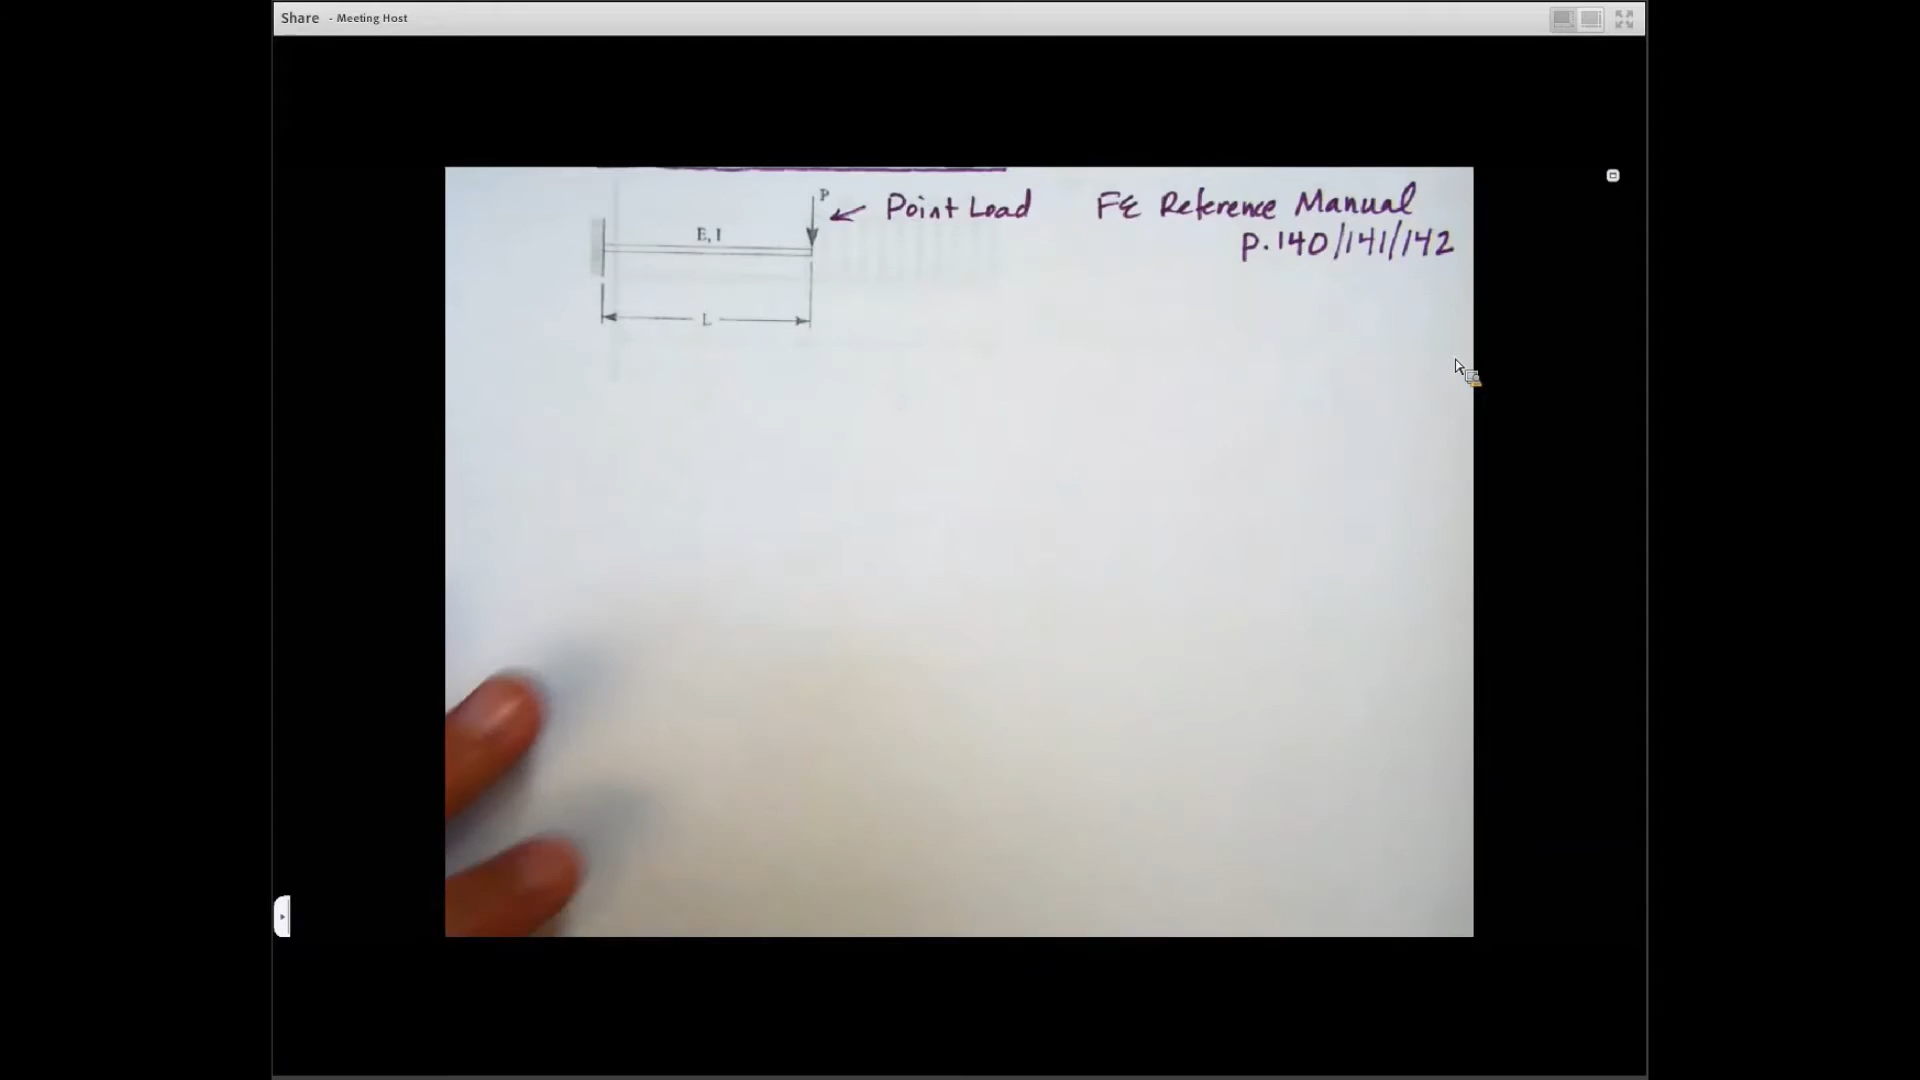 Share - Meeting Host
P
Point Load
FE Reference Manual
p.140/141/142
E, I
L